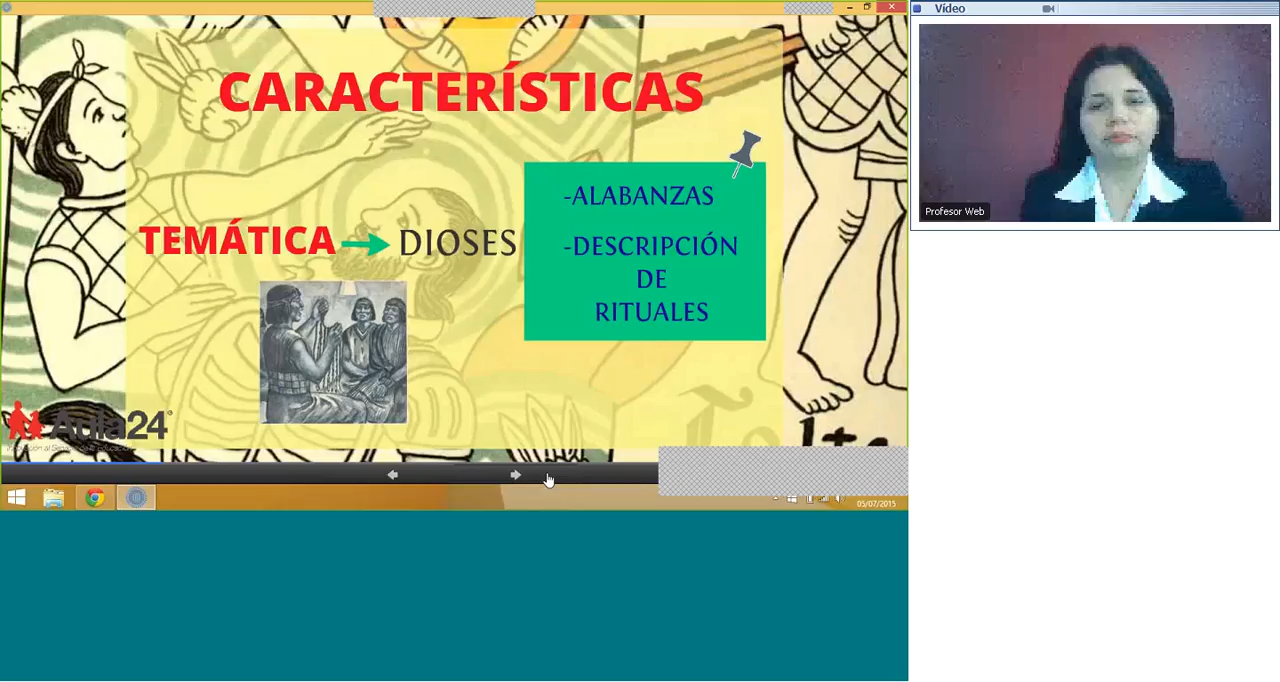 CARACTERÍSTICAS
TEMÁTICA DIOSES
-ALABANZAS
-DESCRIPCIÓN
DE
RITUALES
Aula24
05/07/2015
Vídeo
Profesor Web